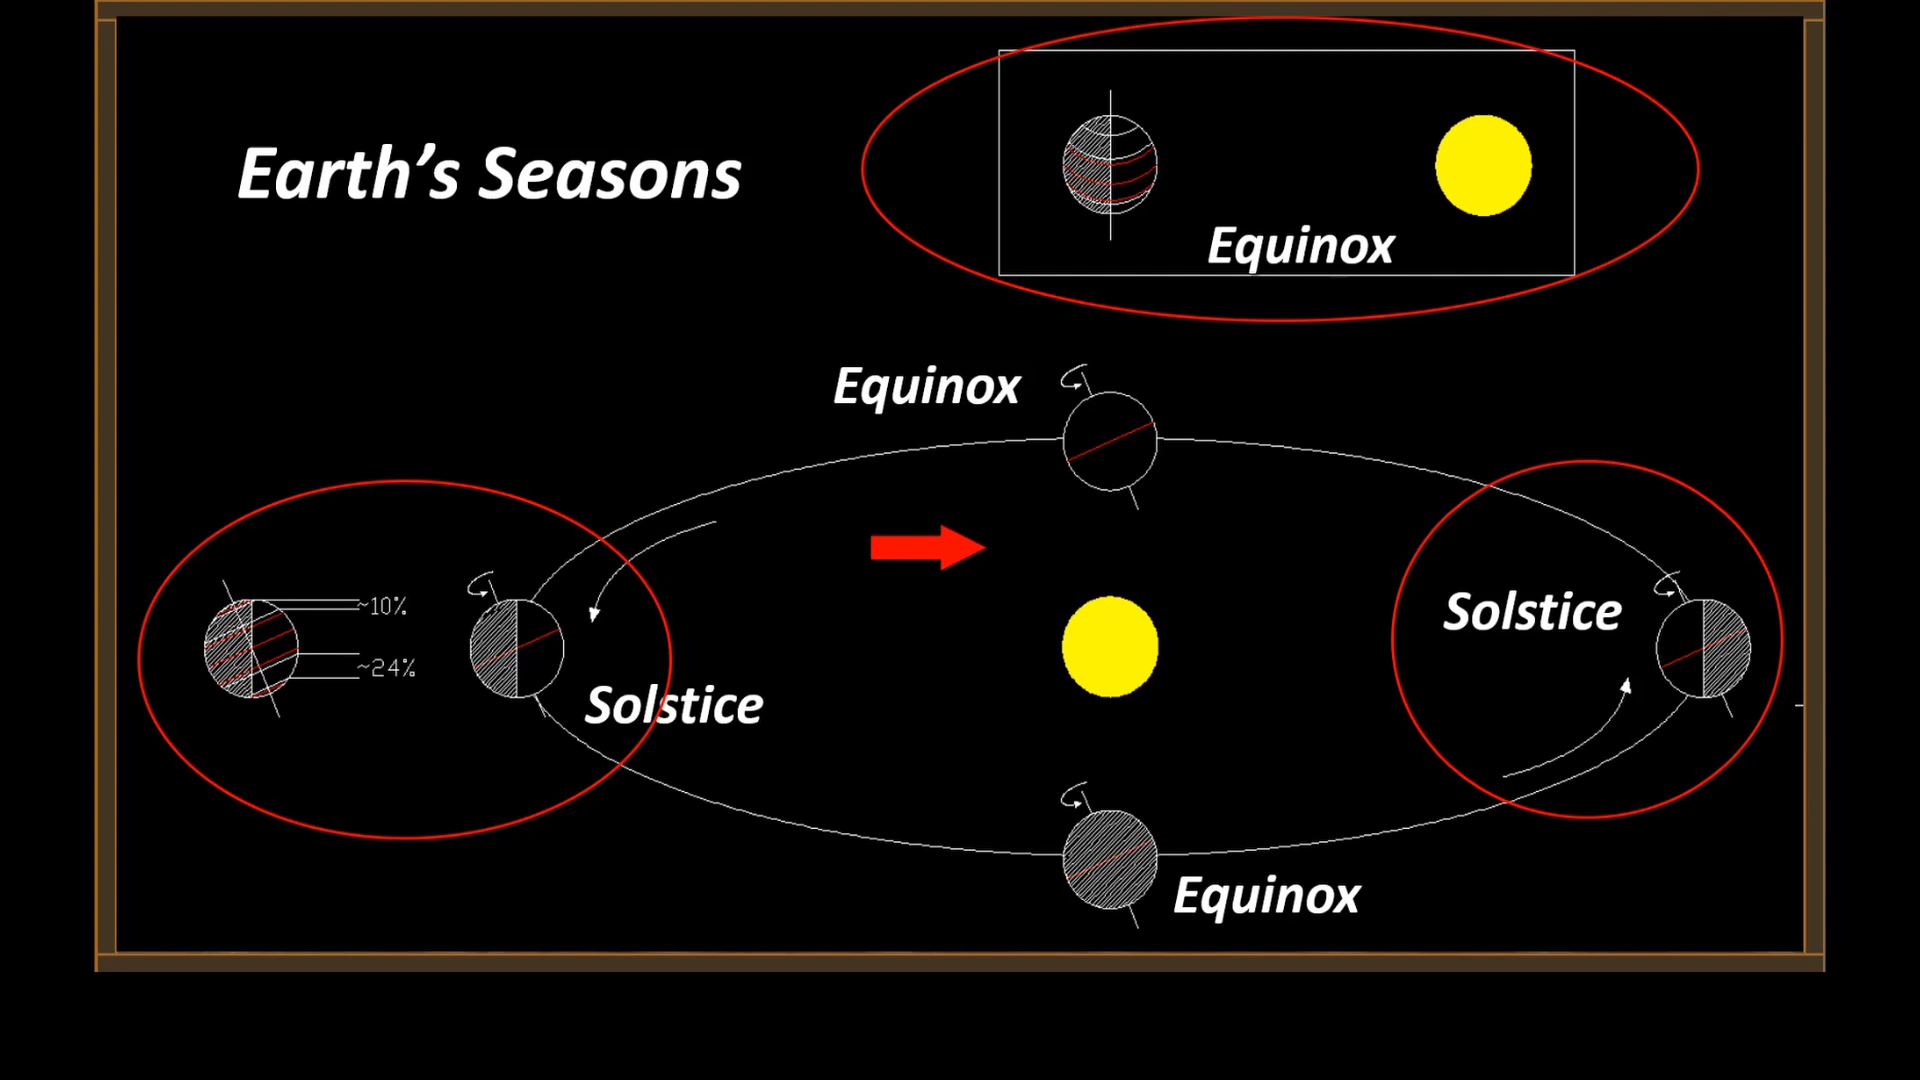 Earth’s Seasons
Equinox
Equinox
~10%
~24%
Solstice
Solstice
Equinox